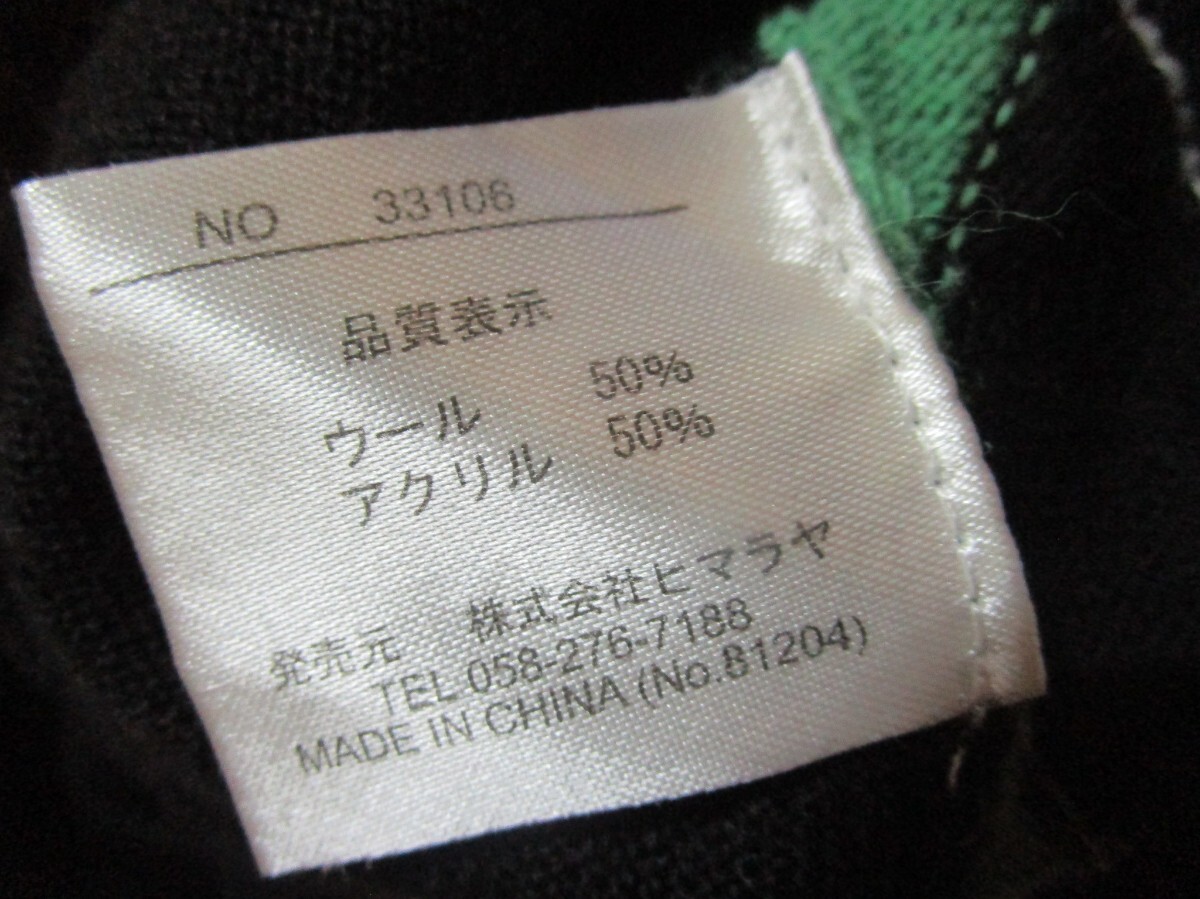 NO 33106
品質表示
ウール 50%
アクリル 50%
発売元 株式会社ヒマラヤ
TEL 058-276-7188
MADE IN CHINA (No.81204)